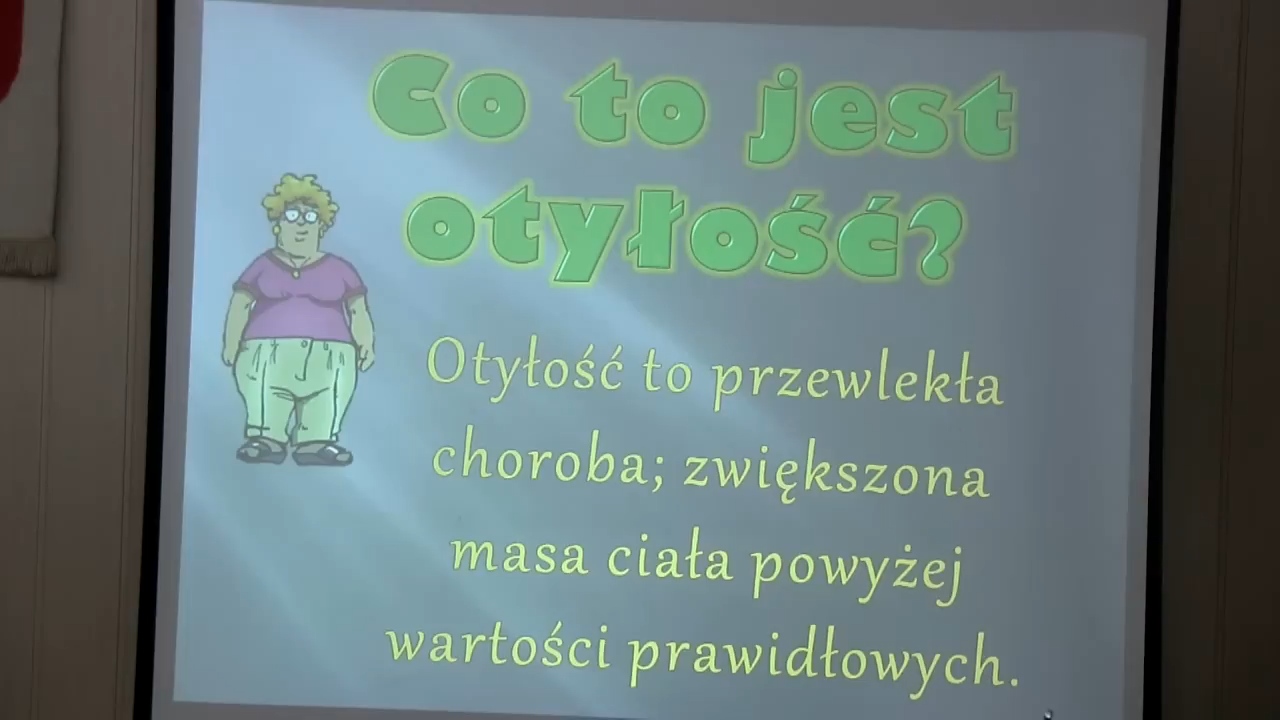 Co to jest
otyłość?
Otyłość to przewlekła
choroba; zwiększona
masa ciała powyżej
wartości prawidłowych.